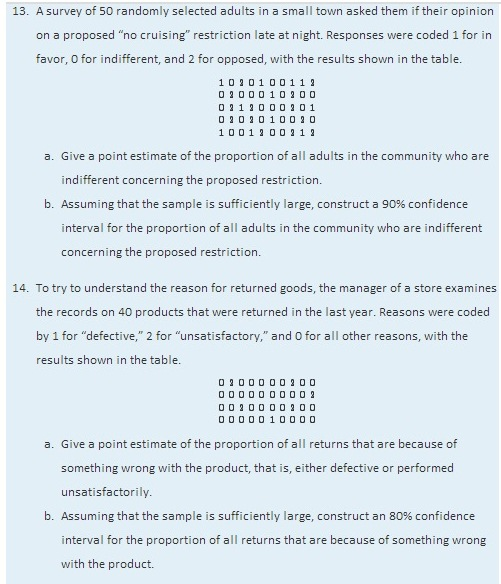 13. A survey of 50 randomly selected adults in a small town asked them if their opinion
on a proposed “no cruising” restriction late at night. Responses were coded 1 for in
favor, 0 for indifferent, and 2 for opposed, with the results shown in the table.
1 0 2 0 1 0 0 1 1 2
0 2 0 0 0 1 0 2 0 0
0 2 1 2 0 0 0 2 0 1
0 2 0 2 0 1 0 0 2 0
1 0 0 1 2 0 0 2 1 2
a. Give a point estimate of the proportion of all adults in the community who are
indifferent concerning the proposed restriction.
b. Assuming that the sample is sufficiently large, construct a 90% confidence
interval for the proportion of all adults in the community who are indifferent
concerning the proposed restriction.
14. To try to understand the reason for returned goods, the manager of a store examines
the records on 40 products that were returned in the last year. Reasons were coded
by 1 for “defective,” 2 for “unsatisfactory,” and 0 for all other reasons, with the
results shown in the table.
0 2 0 0 0 0 0 2 0 0
0 0 0 0 0 0 0 0 0 2
0 0 2 0 0 0 0 2 0 0
0 0 0 0 0 1 0 0 0 0
a. Give a point estimate of the proportion of all returns that are because of
something wrong with the product, that is, either defective or performed
unsatisfactorily.
b. Assuming that the sample is sufficiently large, construct an 80% confidence
interval for the proportion of all returns that are because of something wrong
with the product.